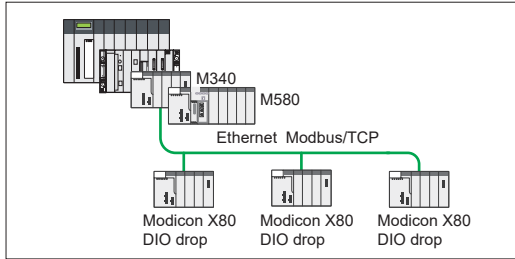 M340
M580
Ethernet Modbus/TCP
Modicon X80
DIO drop
Modicon X80
DIO drop
Modicon X80
DIO drop